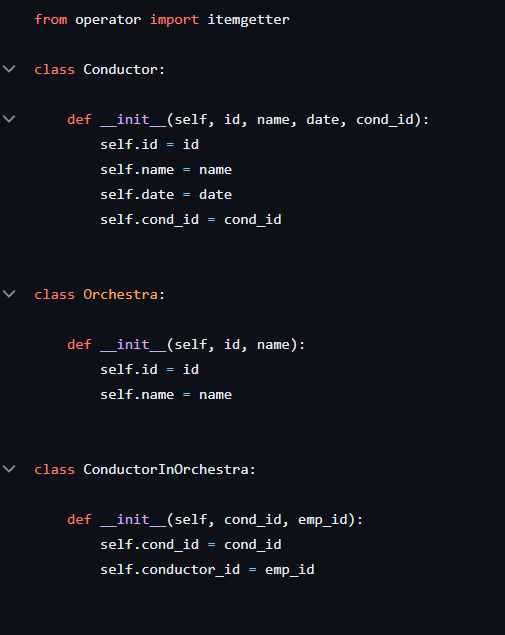 from operator import itemgetter
class Conductor:
def __init__(self, id, name, date, cond_id):
self.id = id
self.name = name
self.date = date
self.cond_id = cond_id
class Orchestra:
def __init__(self, id, name):
self.id = id
self.name = name
class ConductorInOrchestra:
def __init__(self, cond_id, emp_id):
self.cond_id = cond_id
self.conductor_id = emp_id